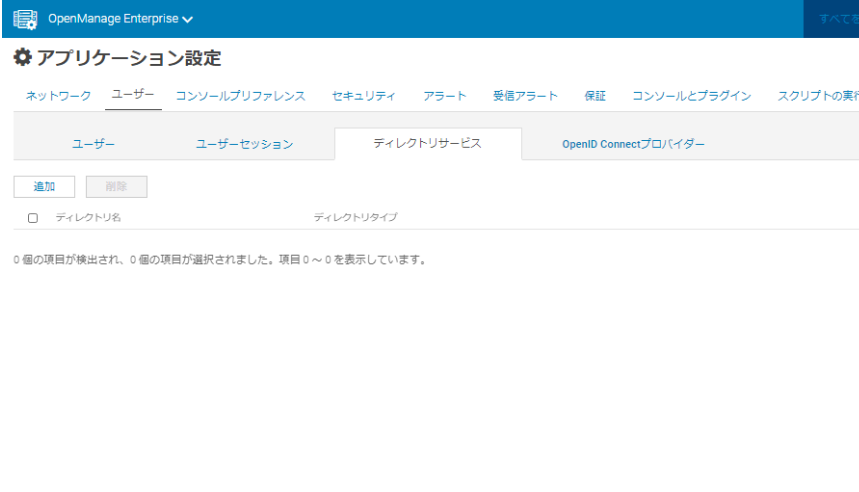 OpenManage Enterprise
すべてを
アプリケーション設定
ネットワーク ユーザー コンソールプリファレンス セキュリティ アラート 受信アラート 保証 コンソールとプラグイン スクリプトの実行
ユーザー ユーザーセッション ディレクトリサービス OpenID Connectプロバイダー
追加 削除
ディレクトリ名 ディレクトリタイプ
0 個の項目が検出され、0 個の項目が選択されました。項目 0 ～ 0 を表示しています。